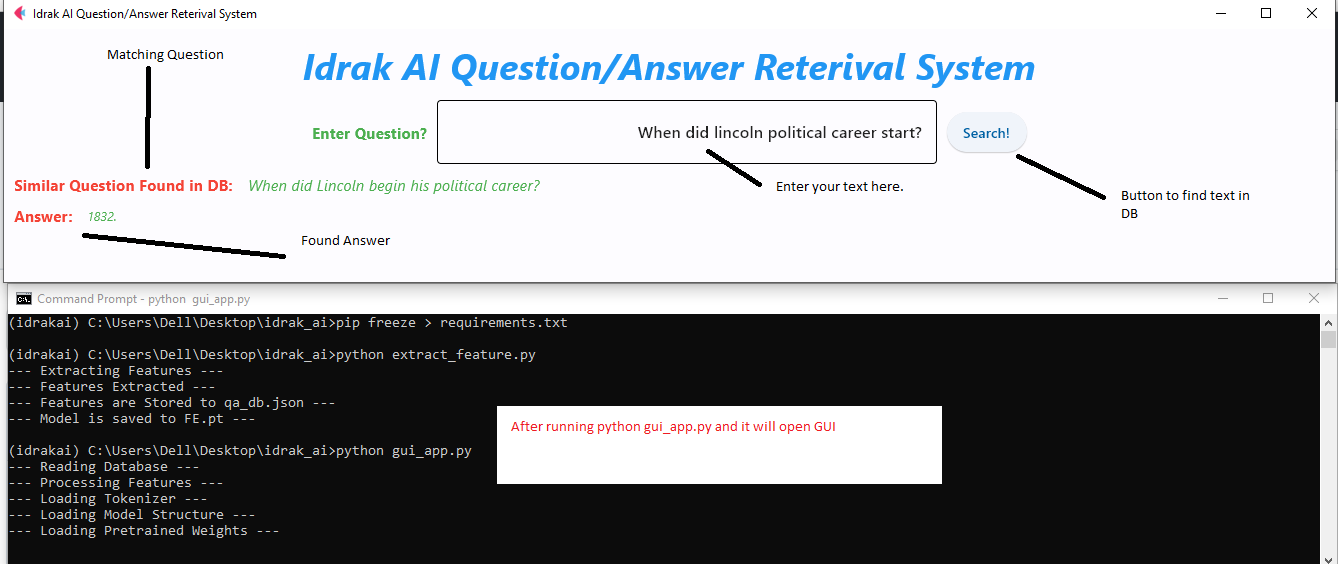 Idrak AI Question/Answer Reterival System
Matching Question
Idrak AI Question/Answer Reterival System
Enter Question?
When did lincoln political career start?
Search!
Similar Question Found in DB: When did Lincoln begin his political career?
Enter your text here.
Button to find text in
DB
Answer: 1832.
Found Answer
Command Prompt - python  gui_app.py
(idrakai) C:\Users\Dell\Desktop\idrak_ai>pip freeze > requirements.txt
(idrakai) C:\Users\Dell\Desktop\idrak_ai>python extract_feature.py
--- Extracting Features ---
--- Features Extracted ---
--- Features are Stored to qa_db.json ---
--- Model is saved to FE.pt ---
After running python gui_app.py and it will open GUI
(idrakai) C:\Users\Dell\Desktop\idrak_ai>python gui_app.py
--- Reading Database ---
--- Processing Features ---
--- Loading Tokenizer ---
--- Loading Model Structure ---
--- Loading Pretrained Weights ---